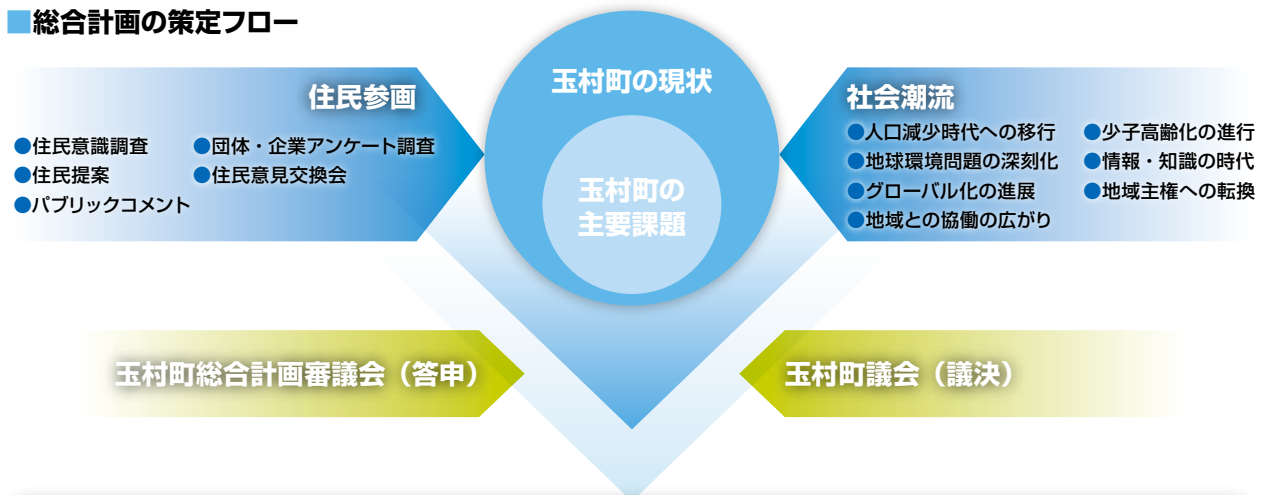 ■総合計画の策定フロー
住民参画
●住民意識調査 ●団体・企業アンケート調査
●住民提案 ●住民意見交換会
●パブリックコメント
玉村町の現状
玉村町の
主要課題
社会潮流
●人口減少時代への移行 ●少子高齢化の進行
●地球環境問題の深刻化 ●情報・知識の時代
●グローバル化の進展 ●地域主権への転換
●地域との協働の広がり
玉村町総合計画審議会（答申）
玉村町議会（議決）